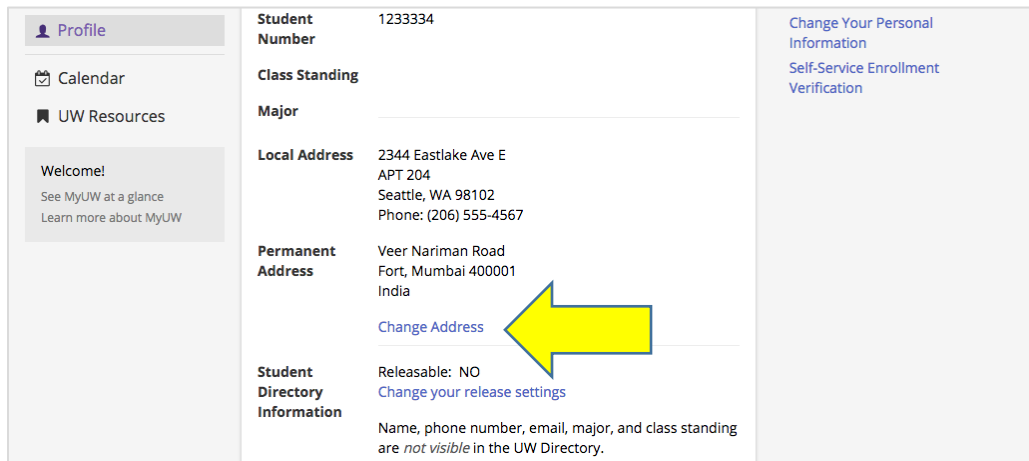 Profile
Calendar
UW Resources
Welcome!
See MyUW at a glance
Learn more about MyUW
Student Number 1233334
Class Standing
Major
Local Address 2344 Eastlake Ave E
APT 204
Seattle, WA 98102
Phone: (206) 555-4567
Permanent Veer Nariman Road
Address Fort, Mumbai 400001
India
Change Address
Student Releasable: NO
Directory Change your release settings
Information
Name, phone number, email, major, and class standing
are not visible in the UW Directory.
Change Your Personal
Information
Self-Service Enrollment
Verification